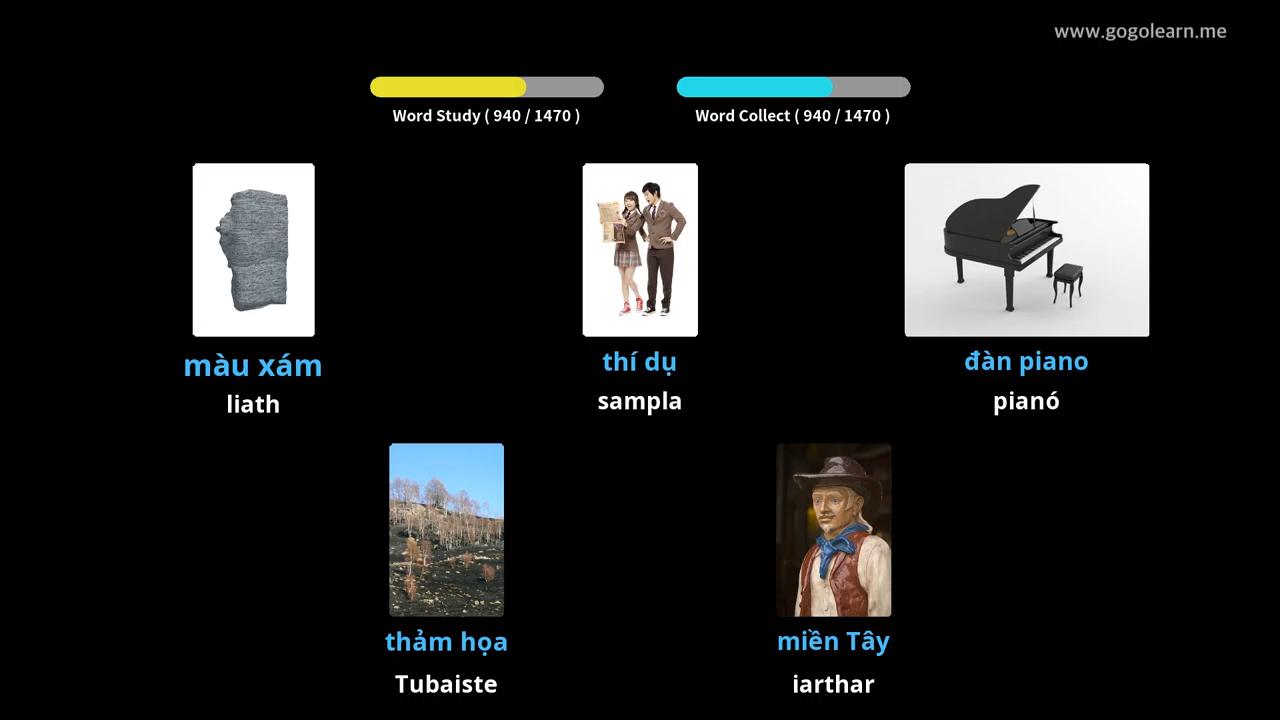 www.gogolearn.me
Word Study ( 940 / 1470 )
Word Collect ( 940 / 1470 )
màu xám
liath
thí dụ
sampla
đàn piano
pianó
thảm họa
Tubaiste
miền Tây
iarthar